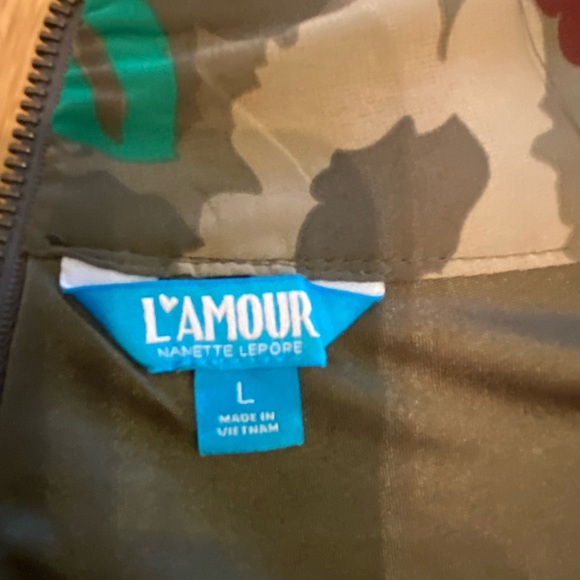 L'AMOUR
NANETTE LEPORE
L
MADE IN
VIETNAM